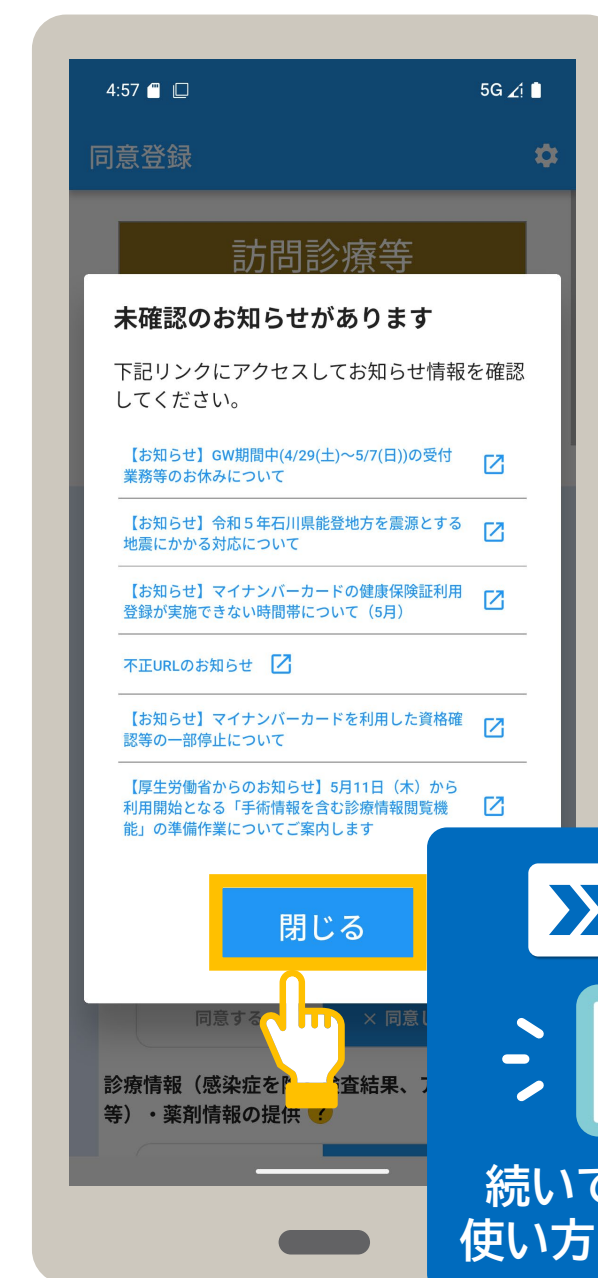 4:57
5G
同意登録
訪問診療等
未確認のお知らせがあります
下記リンクにアクセスしてお知らせ情報を確認
してください。
【お知らせ】GW期間中(4/29(土)～5/7(日))の受付
業務等のお休みについて
【お知らせ】令和５年石川県能登地方を震源とする
地震にかかる対応について
【お知らせ】マイナンバーカードの健康保険証利用
登録が実施できない時間帯について（5月）
不正URLのお知らせ
【お知らせ】マイナンバーカードを利用した資格確
認等の一部停止について
【厚生労働省からのお知らせ】5月11日（木）から
利用開始となる「手術情報を含む診療情報閲覧機
能」の準備作業についてご案内します
閉じる
同意する
× 同意し
診療情報（感染症を
査結果、
等）・薬剤情報の提供 ?
続いて
使い方